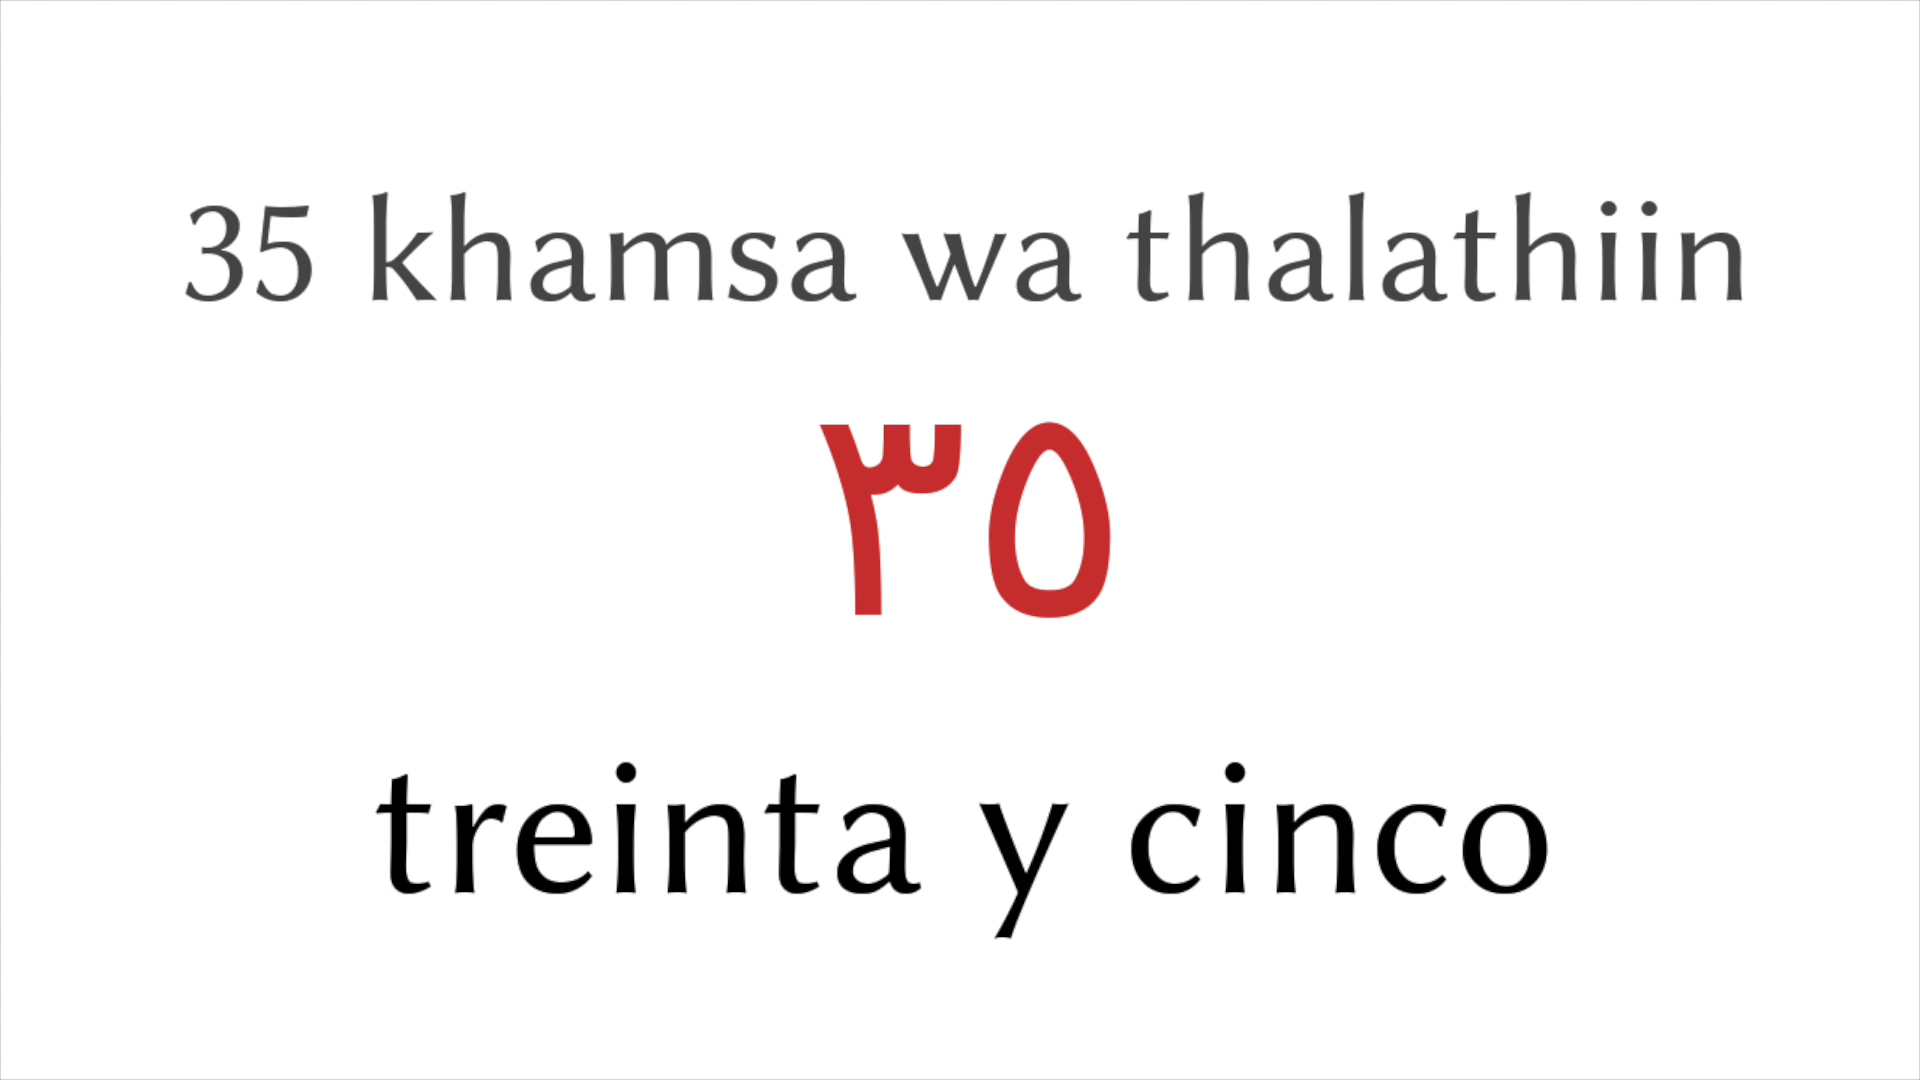 35 khamsa wa thalathiin
٣٥
treinta y cinco